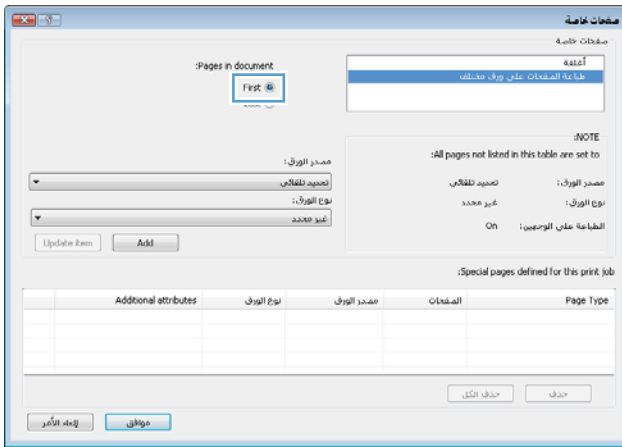 صفحات خاصة
صفحات خاصة
أغلفة
طباعة الصفحات على ورق مختلف
Pages in document:
First
NOTE:
All pages not listed in this table are set to:
مصدر الورق: تحديد تلقائي
نوع الورق: غير محدد
الطباعة على الوجهين: On
مصدر الورق:
تحديد تلقائي
نوع الورق:
غير محدد
Add Update item
Special pages defined for this print job:
Page Type الصفحات مصدر الورق نوع الورق Additional attributes
حذف حذف الكل
موافق إلغاء الأمر